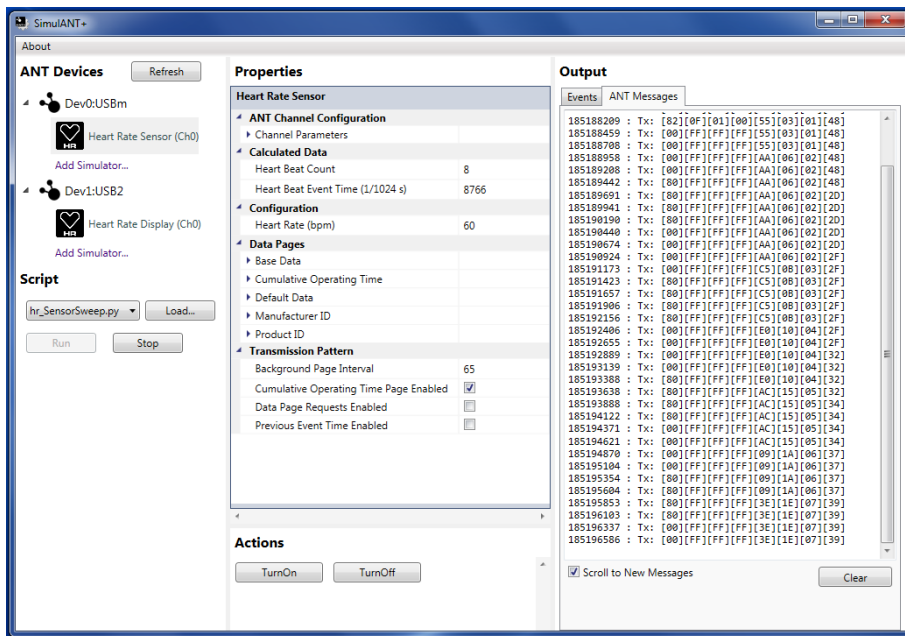 SimulANT+
About
ANT Devices
Refresh
Dev0:USBm
HR
Heart Rate Sensor (Ch0)
Add Simulator...
Dev1:USB2
HR
Heart Rate Display (Ch0)
Add Simulator...
Script
hr_SensorSweep.py
Load...
Run
Stop
Properties
Heart Rate Sensor
ANT Channel Configuration
Channel Parameters
Calculated Data
Heart Beat Count 8
Heart Beat Event Time (1/1024 s) 8766
Configuration
Heart Rate (bpm) 60
Data Pages
Base Data
Cumulative Operating Time
Default Data
Manufacturer ID
Product ID
Transmission Pattern
Background Page Interval 65
Cumulative Operating Time Page Enabled
Data Page Requests Enabled
Previous Event Time Enabled
Actions
TurnOn
TurnOff
Output
Events
ANT Messages
185188209 : Tx: [82][0F][01][00][55][03][01][48]
185188459 : Tx: [00][FF][FF][FF][55][03][01][48]
185188708 : Tx: [00][FF][FF][FF][55][03][01][48]
185188958 : Tx: [00][FF][FF][FF][AA][06][02][48]
185189208 : Tx: [00][FF][FF][FF][AA][06][02][48]
185189442 : Tx: [80][FF][FF][FF][AA][06][02][48]
185189691 : Tx: [80][FF][FF][FF][AA][06][02][2D]
185189941 : Tx: [80][FF][FF][FF][AA][06][02][2D]
185190190 : Tx: [80][FF][FF][FF][AA][06][02][2D]
185190440 : Tx: [00][FF][FF][FF][AA][06][02][2D]
185190674 : Tx: [00][FF][FF][FF][AA][06][02][2D]
185190924 : Tx: [00][FF][FF][FF][AA][06][02][2F]
185191173 : Tx: [00][FF][FF][FF][C5][0B][03][2F]
185191423 : Tx: [80][FF][FF][FF][C5][0B][03][2F]
185191657 : Tx: [80][FF][FF][FF][C5][0B][03][2F]
185191906 : Tx: [80][FF][FF][FF][C5][0B][03][2F]
185192156 : Tx: [80][FF][FF][FF][C5][0B][03][2F]
185192406 : Tx: [00][FF][FF][FF][E0][10][04][2F]
185192655 : Tx: [00][FF][FF][FF][E0][10][04][2F]
185192889 : Tx: [00][FF][FF][FF][E0][10][04][32]
185193139 : Tx: [00][FF][FF][FF][E0][10][04][32]
185193388 : Tx: [80][FF][FF][FF][E0][10][04][32]
185193638 : Tx: [80][FF][FF][FF][AC][15][05][32]
185193888 : Tx: [80][FF][FF][FF][AC][15][05][34]
185194122 : Tx: [80][FF][FF][FF][AC][15][05][34]
185194371 : Tx: [00][FF][FF][FF][AC][15][05][34]
185194621 : Tx: [00][FF][FF][FF][AC][15][05][34]
185194870 : Tx: [00][FF][FF][FF][09][1A][06][37]
185195104 : Tx: [00][FF][FF][FF][09][1A][06][37]
185195354 : Tx: [80][FF][FF][FF][09][1A][06][37]
185195604 : Tx: [80][FF][FF][FF][09][1A][06][37]
185195853 : Tx: [80][FF][FF][FF][3E][1E][07][39]
185196103 : Tx: [80][FF][FF][FF][3E][1E][07][39]
185196337 : Tx: [00][FF][FF][FF][3E][1E][07][39]
185196586 : Tx: [00][FF][FF][FF][3E][1E][07][39]
Scroll to New Messages
Clear